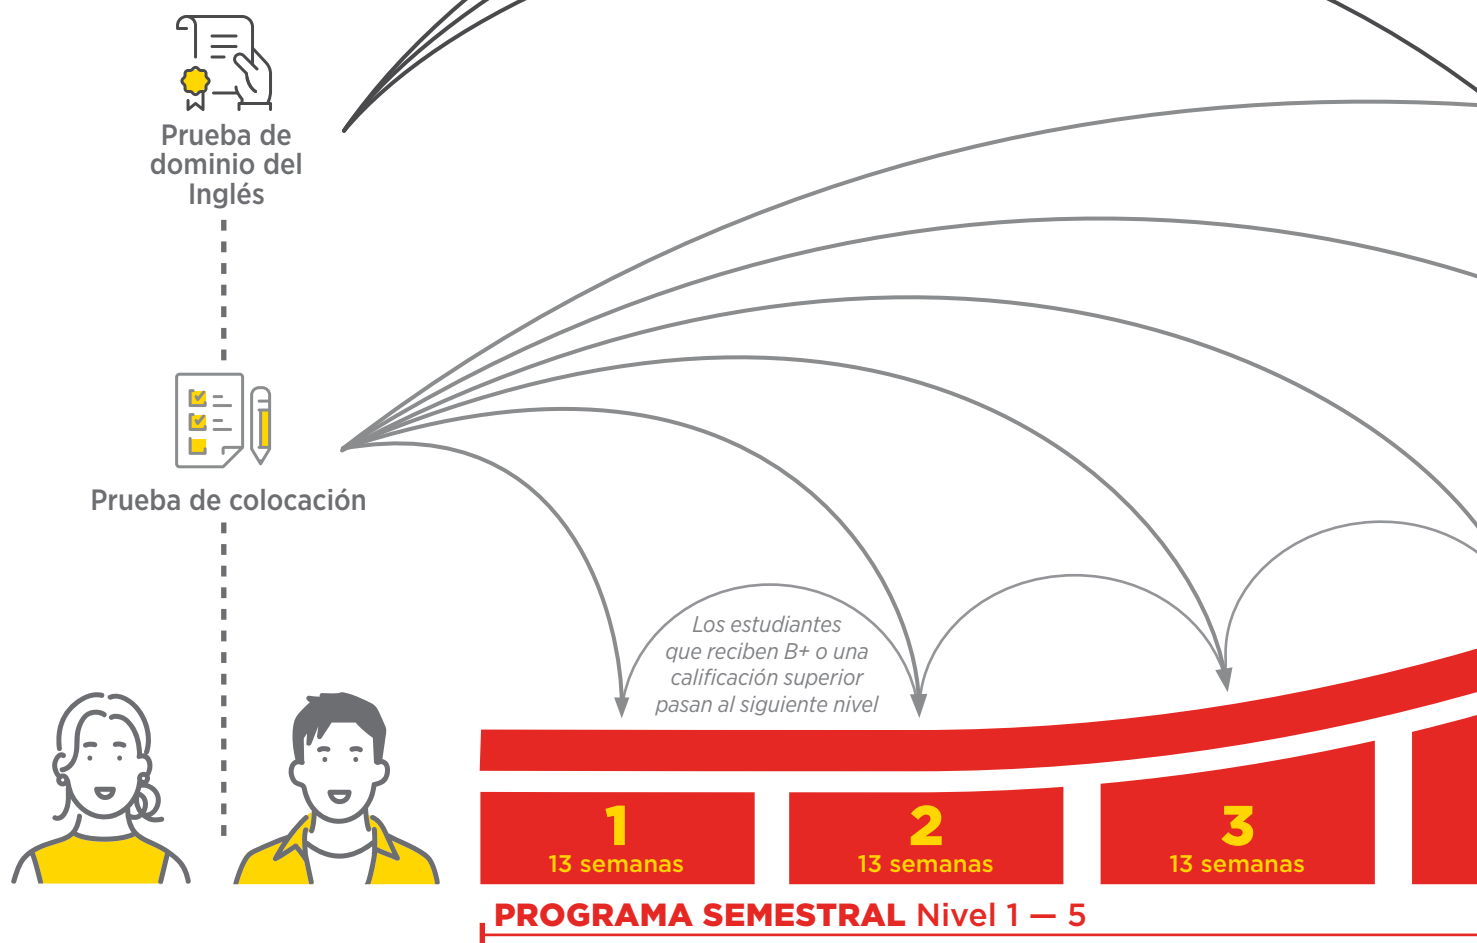 Prueba de
dominio del
Inglés
Prueba de colocación
Los estudiantes
que reciben B+ o una
calificación superior
pasan al siguiente nivel
1
13 semanas
2
13 semanas
3
13 semanas
PROGRAMA SEMESTRAL Nivel 1 — 5